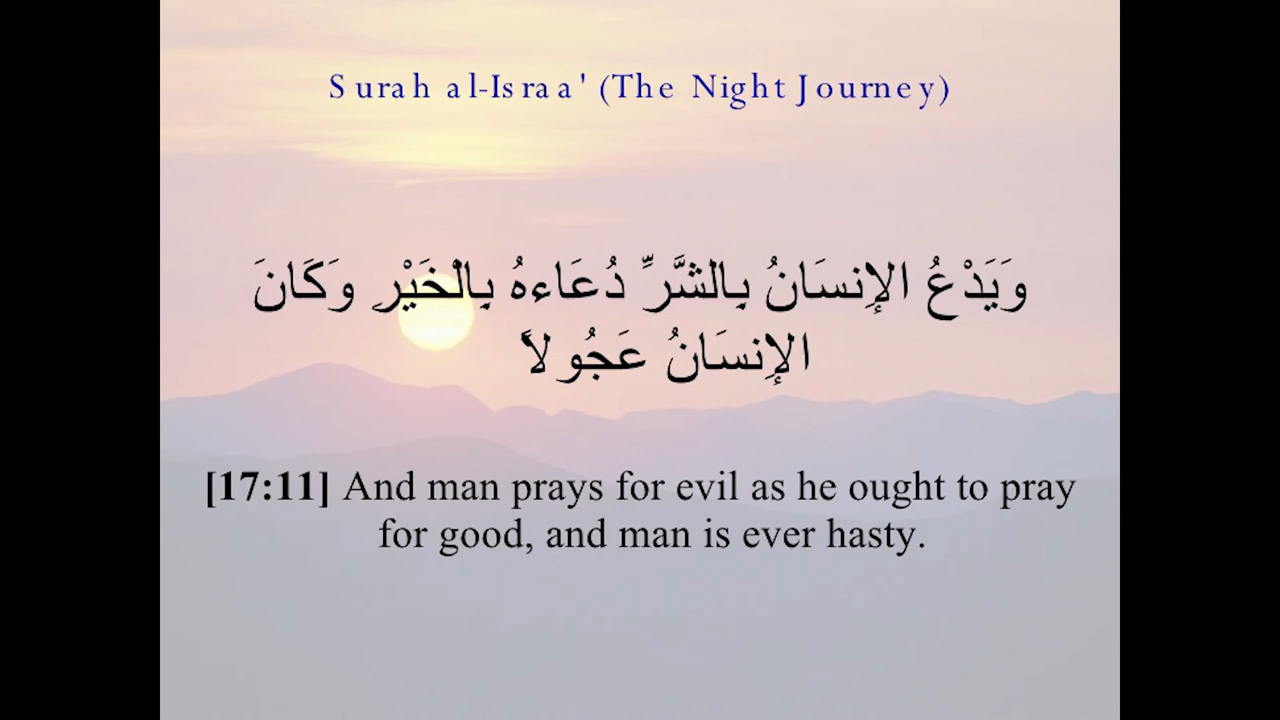 Surah al-Israa' (The Night Journey)
وَيَدْعُ الإِنسَانُ بِالشَّرِّ دُعَاءهُ بِالْخَيْرِ وَكَانَ
الإِنسَانُ عَجُولاً
[17:11] And man prays for evil as he ought to pray
for good, and man is ever hasty.